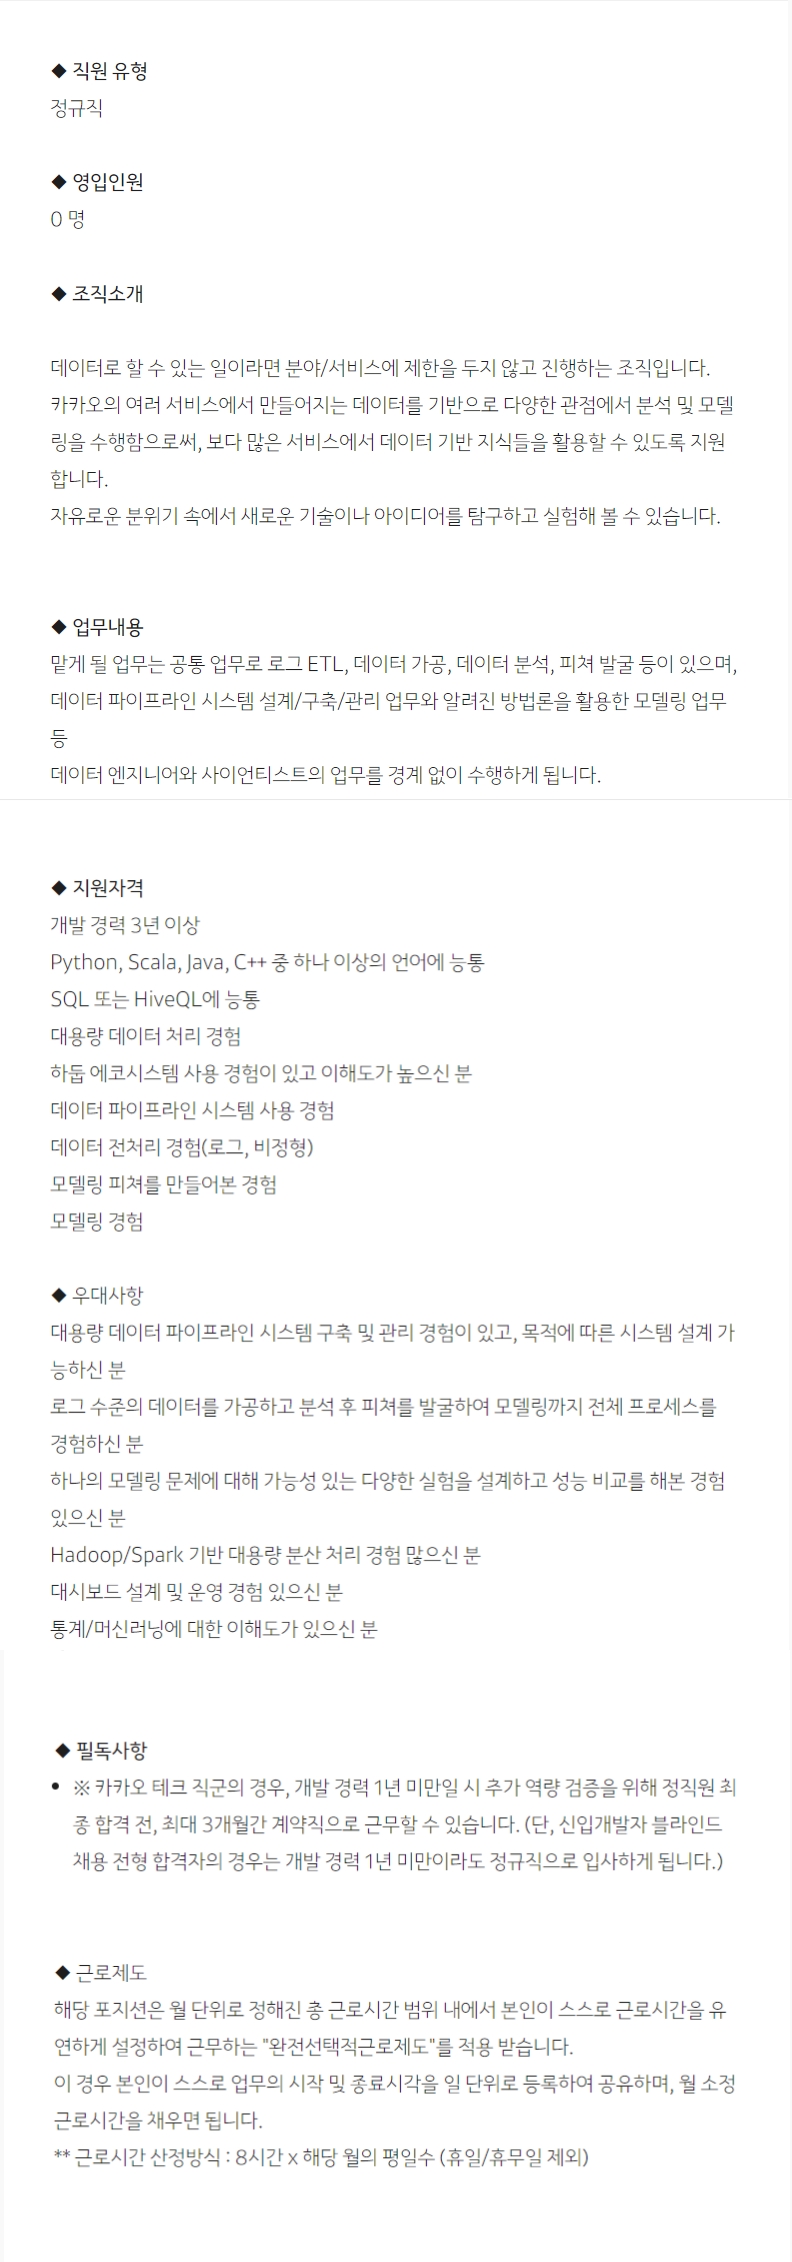 ◆ 직원 유형
정규직
◆ 영입인원
0 명
◆ 조직소개
데이터로 할 수 있는 일이라면 분야/서비스에 제한을 두지 않고 진행하는 조직입니다.
카카오의 여러 서비스에서 만들어지는 데이터를 기반으로 다양한 관점에서 분석 및 모델
링을 수행함으로써, 보다 많은 서비스에서 데이터 기반 지식들을 활용할 수 있도록 지원
합니다.
자유로운 분위기 속에서 새로운 기술이나 아이디어를 탐구하고 실험해 볼 수 있습니다.
◆ 업무내용
맡게 될 업무는 공통 업무로 로그 ETL, 데이터 가공, 데이터 분석, 피쳐 발굴 등이 있으며,
데이터 파이프라인 시스템 설계/구축/관리 업무와 알려진 방법론을 활용한 모델링 업무
등
데이터 엔지니어와 사이언티스트의 업무를 경계 없이 수행하게 됩니다.
◆ 지원자격
개발 경력 3년 이상
Python, Scala, Java, C++ 중 하나 이상의 언어에 능통
SQL 또는 HiveQL에 능통
대용량 데이터 처리 경험
하둡 에코시스템 사용 경험이 있고 이해도가 높으신 분
데이터 파이프라인 시스템 사용 경험
데이터 전처리 경험(로그, 비정형)
모델링 피쳐를 만들어본 경험
모델링 경험
◆ 우대사항
대용량 데이터 파이프라인 시스템 구축 및 관리 경험이 있고, 목적에 따른 시스템 설계 가
능하신 분
로그 수준의 데이터를 가공하고 분석 후 피쳐를 발굴하여 모델링까지 전체 프로세스를
경험하신 분
하나의 모델링 문제에 대해 가능성 있는 다양한 실험을 설계하고 성능 비교를 해본 경험
있으신 분
Hadoop/Spark 기반 대용량 분산 처리 경험 많으신 분
대시보드 설계 및 운영 경험 있으신 분
통계/머신러닝에 대한 이해도가 있으신 분
◆ 필독사항
• ※ 카카오 테크 직군의 경우, 개발 경력 1년 미만일 시 추가 역량 검증을 위해 정직원 최
종 합격 전, 최대 3개월간 계약직으로 근무할 수 있습니다. (단, 신입개발자 블라인드
채용 전형 합격자의 경우는 개발 경력 1년 미만이라도 정규직으로 입사하게 됩니다.)
◆ 근로제도
해당 포지션은 월 단위로 정해진 총 근로시간 범위 내에서 본인이 스스로 근로시간을 유
연하게 설정하여 근무하는 "완전선택적근로제도"를 적용 받습니다.
이 경우 본인이 스스로 업무의 시작 및 종료시각을 일 단위로 등록하여 공유하며, 월 소정
근로시간을 채우면 됩니다.
** 근로시간 산정방식 : 8시간 x 해당 월의 평일수 (휴일/휴무일 제외)